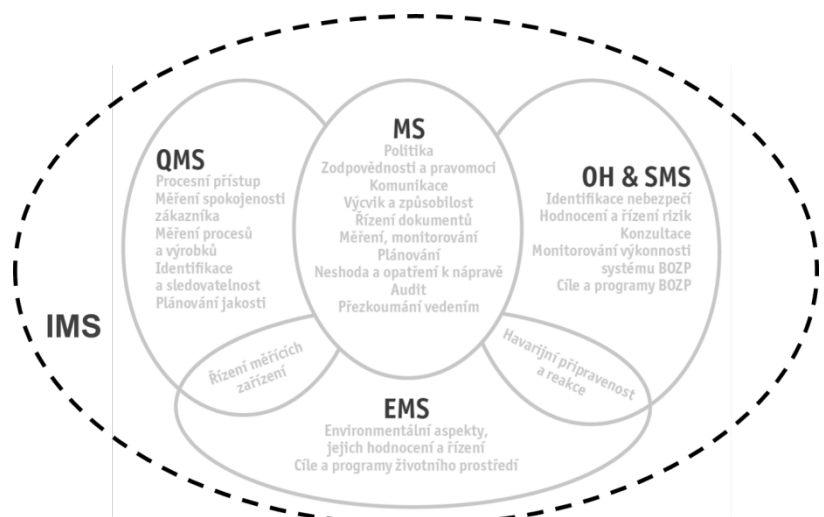 QMS
Procesní přístup
Měření spokojenosti
zákazníka
Měření procesů
a výrobků
Identifikace
a sledovatelnost
Plánování jakosti
MS
Politika
Zodpovědnosti a pravomoci
Komunikace
Výcvik a způsobilost
Řízení dokumentů
Měření, monitorování
Plánování
Neshoda a opatření k nápravě
Audit
Přezkoumání vedením
OH & SMS
Identifikace nebezpečí
Hodnocení a řízení rizik
Konzultace
Monitorování výkonnosti
systému BOZP
Cíle a programy BOZP
IMS
Řízení měřících
zařízení
Havarijní připravenost
a reakce
EMS
Environmentální aspekty,
jejich hodnocení a řízení
Cíle a programy životního prostředí